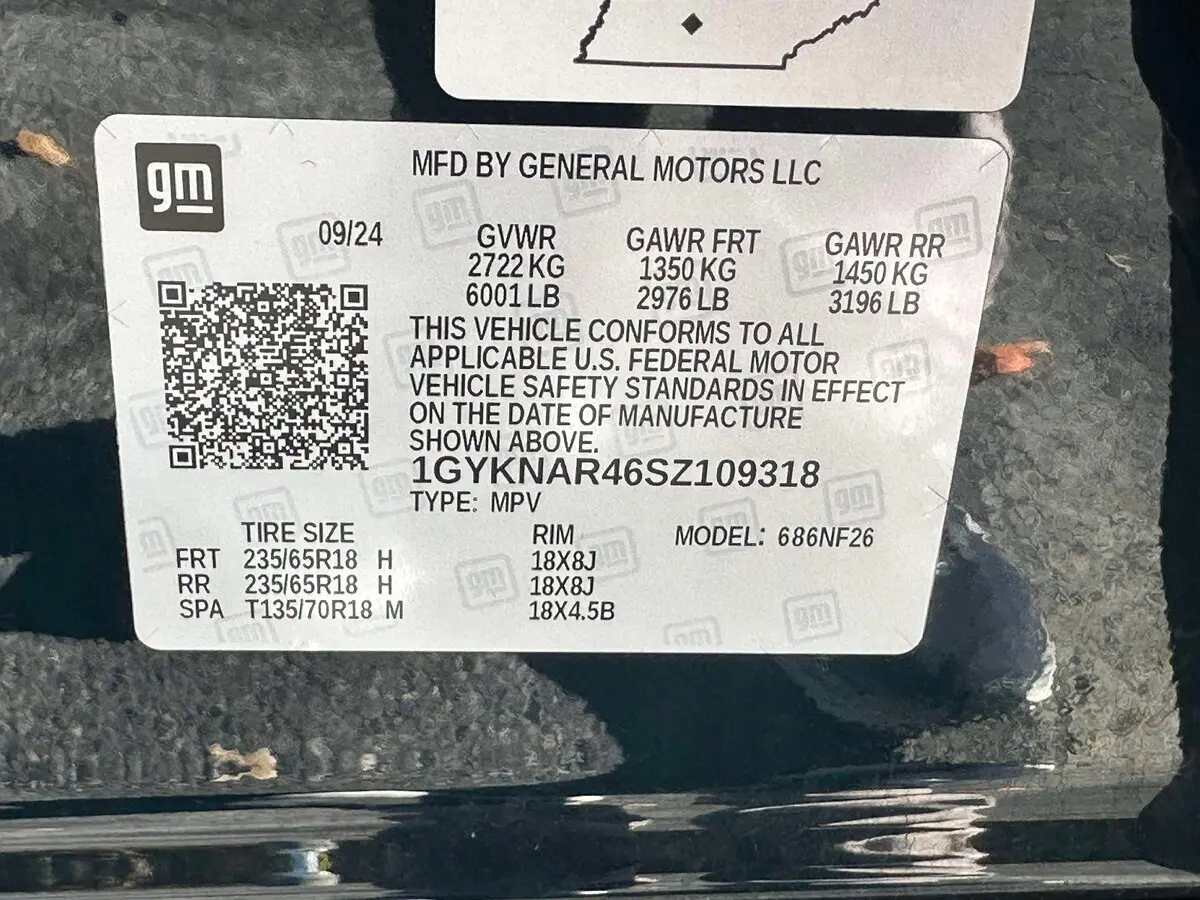 gm
MFD BY GENERAL MOTORS LLC
09/24
GVWR GAWR FRT GAWR RR
2722 KG 1350 KG 1450 KG
6001 LB 2976 LB 3196 LB
THIS VEHICLE CONFORMS TO ALL
APPLICABLE U.S. FEDERAL MOTOR
VEHICLE SAFETY STANDARDS IN EFFECT
ON THE DATE OF MANUFACTURE
SHOWN ABOVE.
1GYKNAR46SZ109318
TYPE: MPV
TIRE SIZE RIM MODEL: 686NF26
FRT 235/65R18 H 18X8J
RR 235/65R18 H 18X8J
SPA T135/70R18 M 18X4.5B